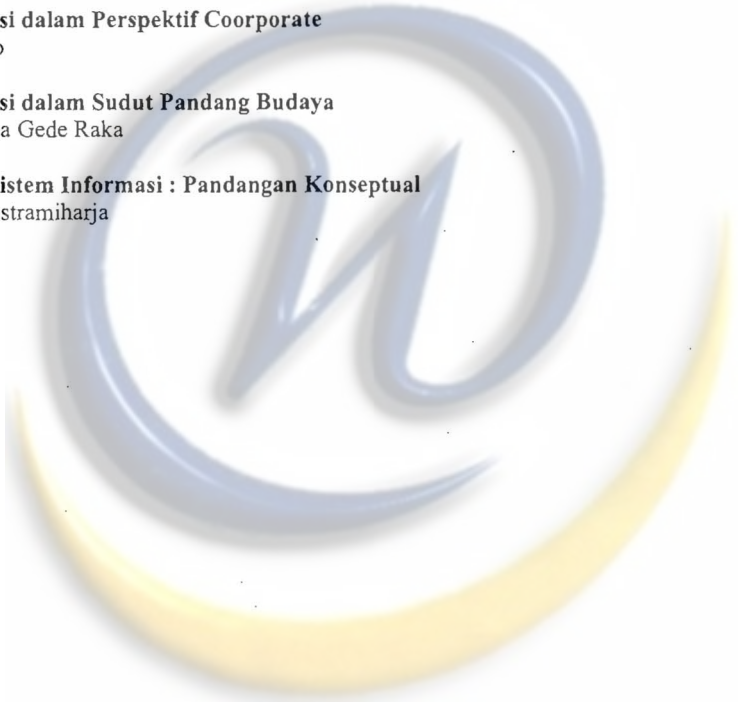 si dalam Perspektif Coorporate
si dalam Sudut Pandang Budaya
a Gede Raka
istem Informasi : Pandangan Konseptual
stramiharja